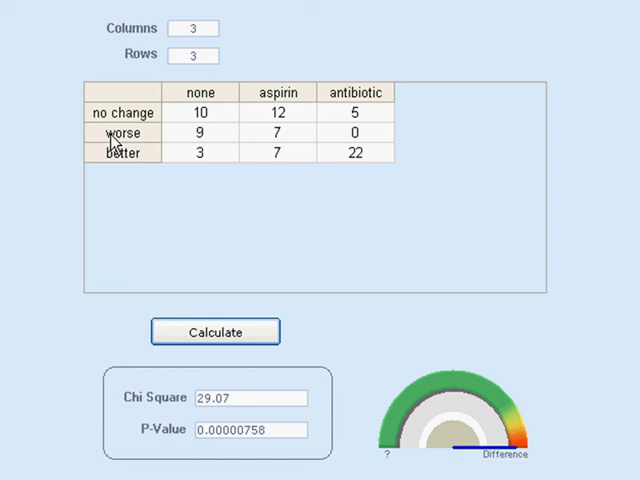 Columns 3
Rows 3
none aspirin antibiotic
no change 10 12 5
worse 9 7 0
better 3 7 22
Calculate
Chi Square 29.07
P-Value 0.00000758
? Difference